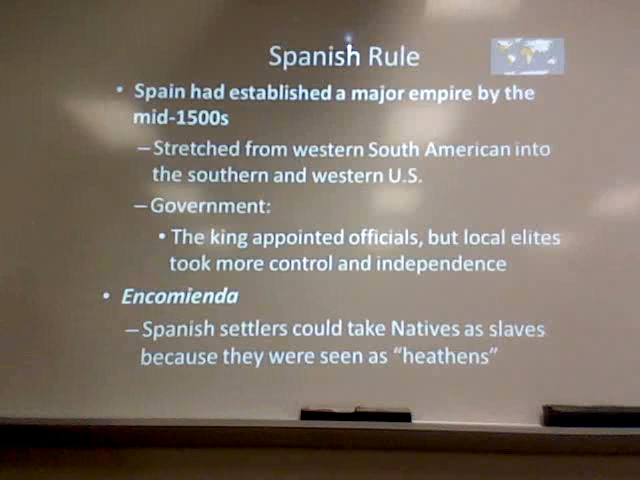 Spanish Rule
• Spain had established a major empire by the
mid-1500s
– Stretched from western South American into
the southern and western U.S.
– Government:
• The king appointed officials, but local elites
took more control and independence
• Encomienda
– Spanish settlers could take Natives as slaves
because they were seen as “heathens”